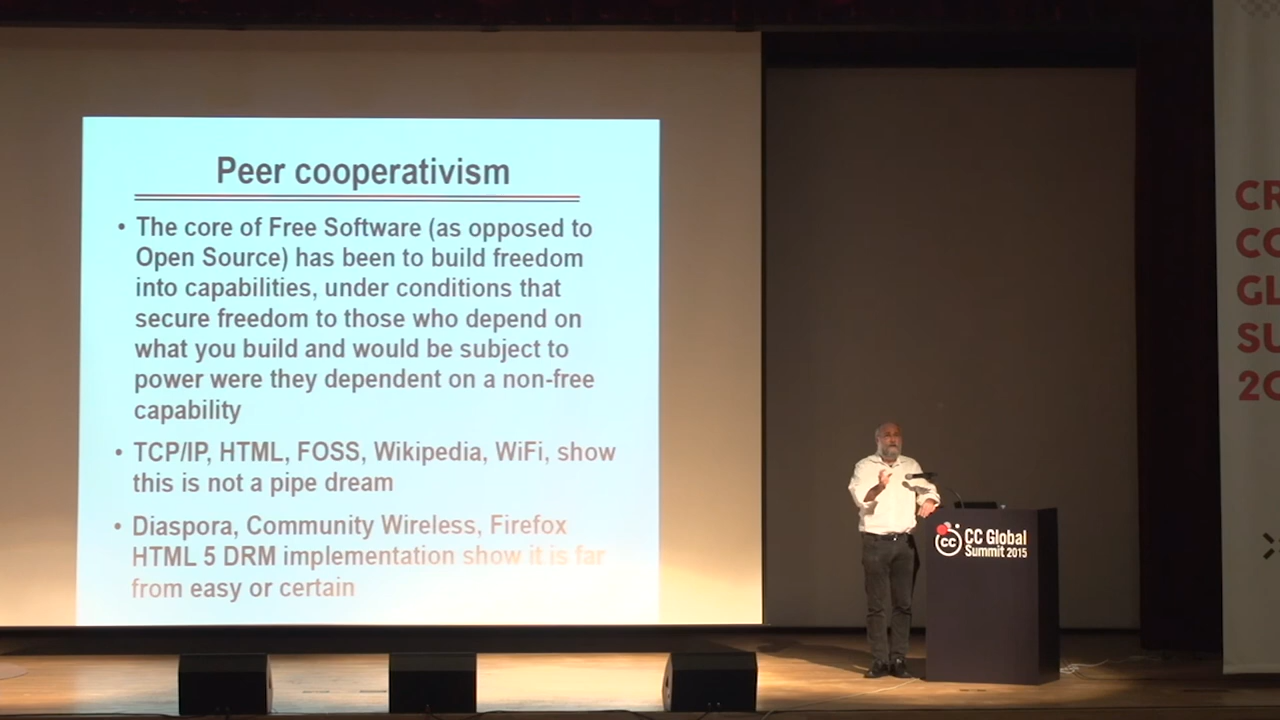 Peer cooperativism
• The core of Free Software (as opposed to
Open Source) has been to build freedom
into capabilities, under conditions that
secure freedom to those who depend on
what you build and would be subject to
power were they dependent on a non-free
capability
• TCP/IP, HTML, FOSS, Wikipedia, WiFi, show
this is not a pipe dream
• Diaspora, Community Wireless, Firefox
HTML 5 DRM implementation show it is far
from easy or certain
cc
CC Global
Summit 2015
CR
CO
GL
SU
20